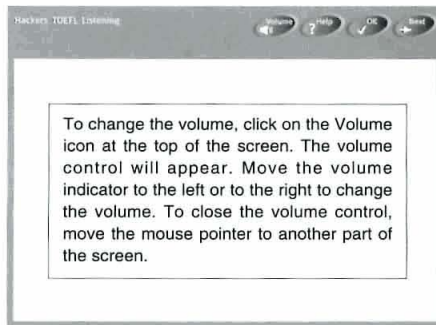 Hackers TOEFL Listening
Volume Help OK Next
To change the volume, click on the Volume
icon at the top of the screen. The volume
control will appear. Move the volume
indicator to the left or to the right to change
the volume. To close the volume control,
move the mouse pointer to another part of
the screen.